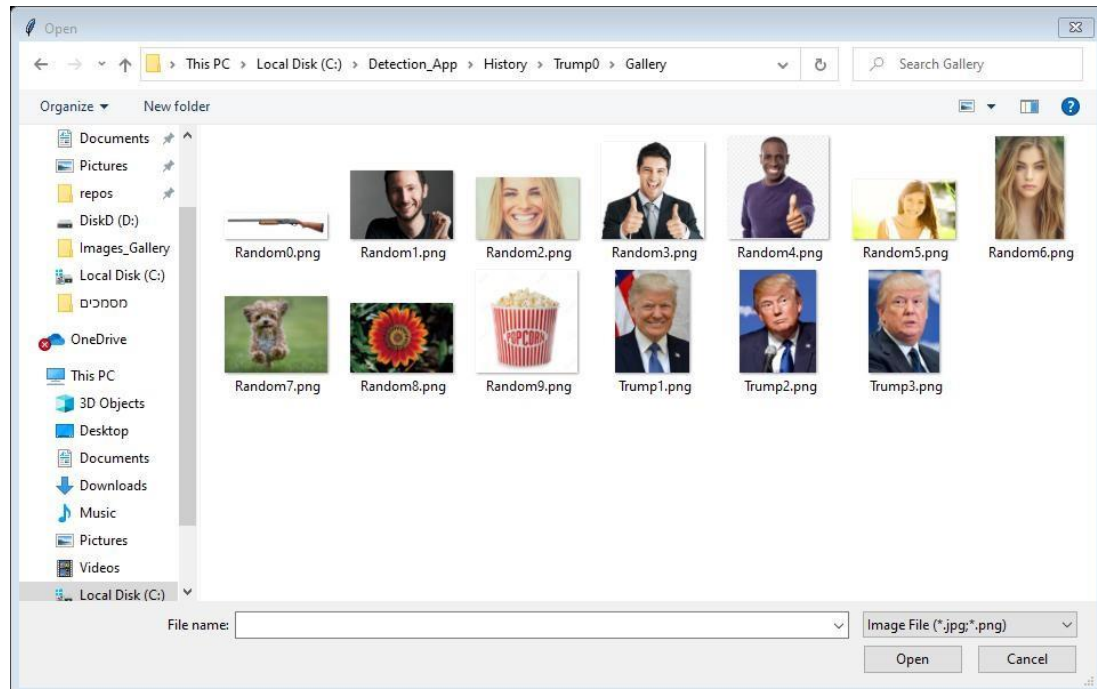 Open
This PC > Local Disk (C:) > Detection_App > History > Trump0 > Gallery
Search Gallery
Organize
New folder
?
Documents
Pictures
repos
DiskD (D:)
Images_Gallery
Local Disk (C:)
מסמכים
OneDrive
This PC
3D Objects
Desktop
Documents
Downloads
Music
Pictures
Videos
Local Disk (C:)
Random0.png Random1.png Random2.png Random3.png Random4.png Random5.png Random6.png
POPCORN
Random7.png Random8.png Random9.png Trump1.png Trump2.png Trump3.png
File name:
Image File (*.jpg;*.png)
Open
Cancel